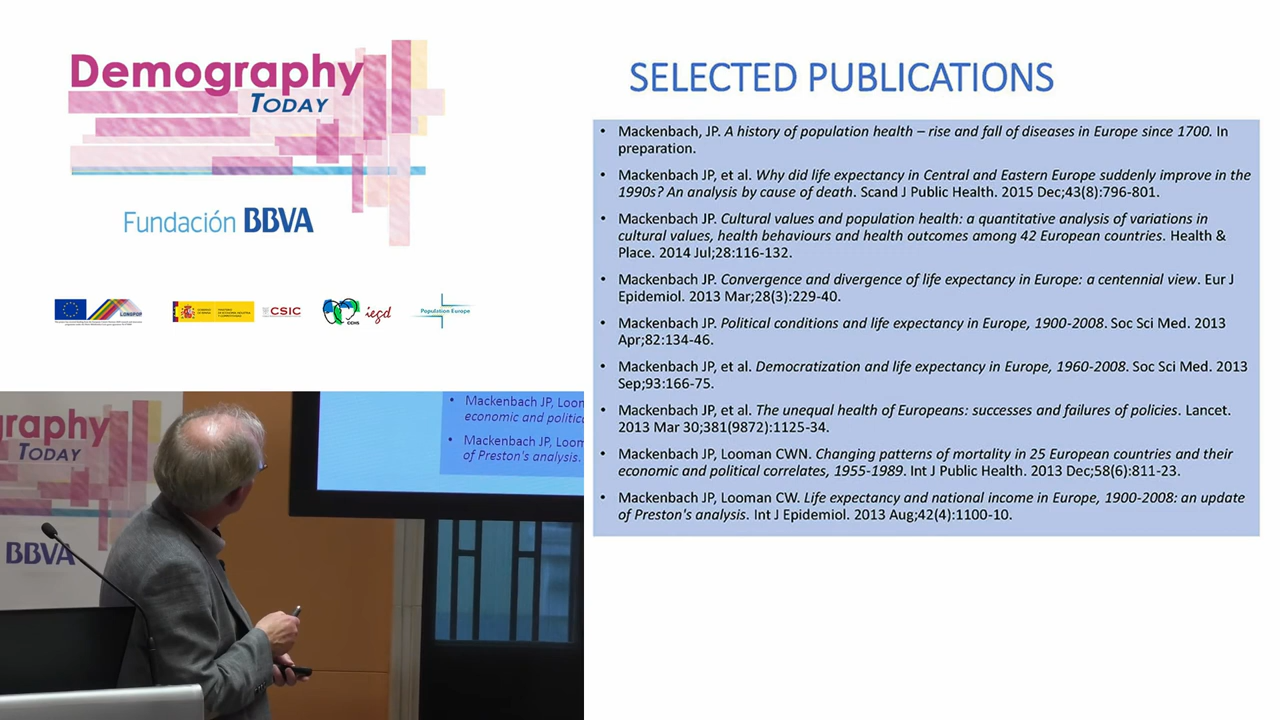 Demography
TODAY
Fundación BBVA
LONGPOP
CSIC
CCHS
iegd
Population Europe
SELECTED PUBLICATIONS
• Mackenbach, JP. A history of population health – rise and fall of diseases in Europe since 1700. In
preparation.
• Mackenbach JP, et al. Why did life expectancy in Central and Eastern Europe suddenly improve in the
1990s? An analysis by cause of death. Scand J Public Health. 2015 Dec;43(8):796-801.
• Mackenbach JP. Cultural values and population health: a quantitative analysis of variations in
cultural values, health behaviours and health outcomes among 42 European countries. Health &
Place. 2014 Jul;28:116-132.
• Mackenbach JP. Convergence and divergence of life expectancy in Europe: a centennial view. Eur J
Epidemiol. 2013 Mar;28(3):229-40.
• Mackenbach JP. Political conditions and life expectancy in Europe, 1900-2008. Soc Sci Med. 2013
Apr;82:134-46.
• Mackenbach JP, et al. Democratization and life expectancy in Europe, 1960-2008. Soc Sci Med. 2013
Sep;93:166-75.
• Mackenbach JP, et al. The unequal health of Europeans: successes and failures of policies. Lancet.
2013 Mar 30;381(9872):1125-34.
• Mackenbach JP, Looman CWN. Changing patterns of mortality in 25 European countries and their
economic and political correlates, 1955-1989. Int J Public Health. 2013 Dec;58(6):811-23.
• Mackenbach JP, Looman CW. Life expectancy and national income in Europe, 1900-2008: an update
of Preston's analysis. Int J Epidemiol. 2013 Aug;42(4):1100-10.
graphy
TODAY
BBVA
• Mackenbach JP, Loon
economic and politic
• Mackenbach JP, Loom
of Preston's analysis.